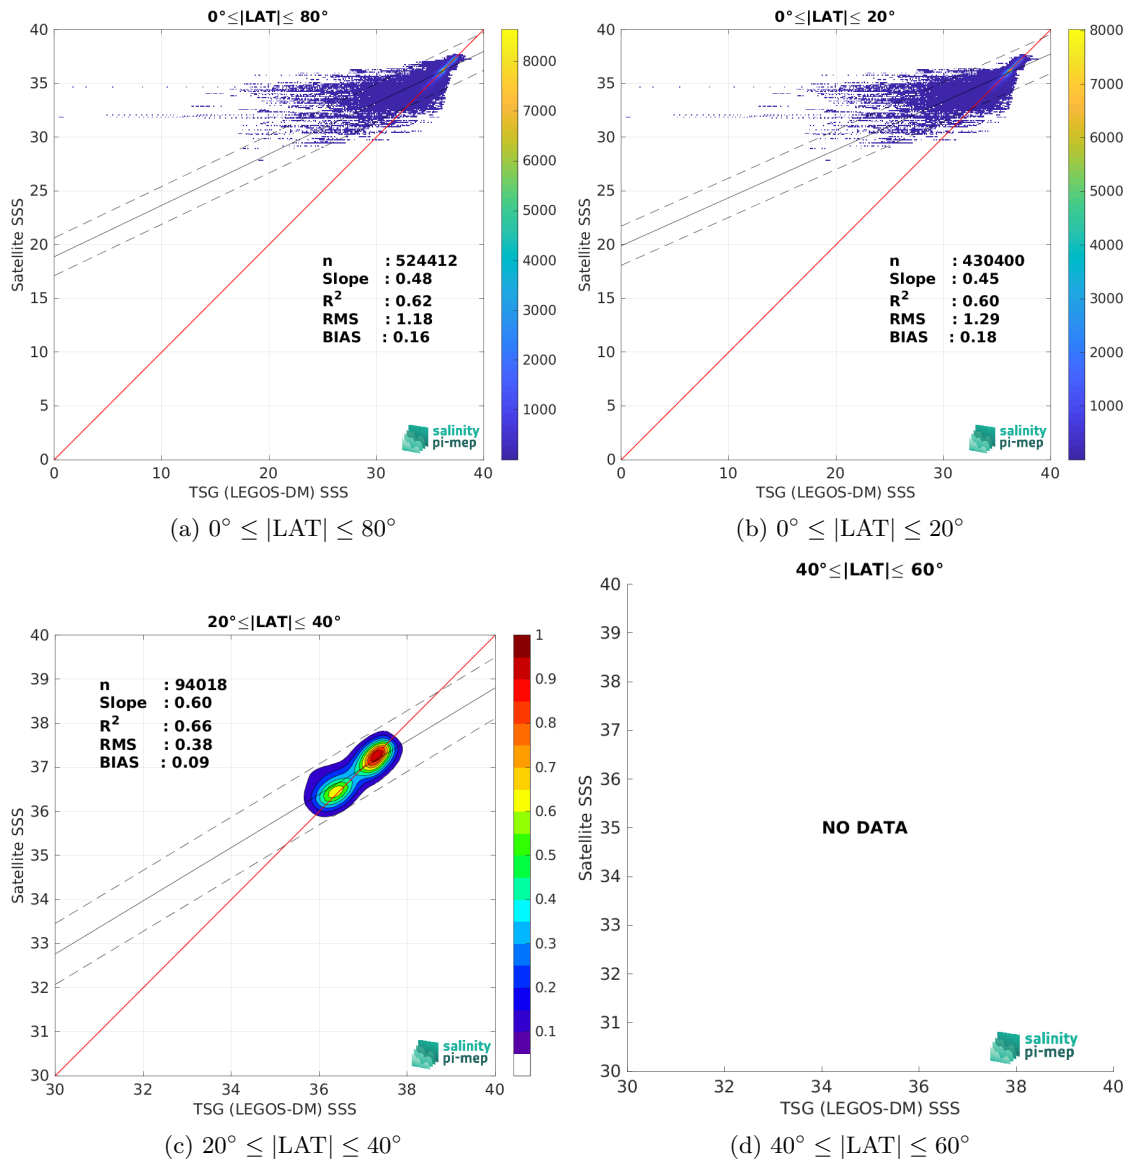 0°≤|LAT|≤ 80°
40
35
30
25
20
15
10
5
0
0
10
20
30
40
Satellite SSS
TSG (LEGOS-DM) SSS
n : 524412
Slope : 0.48
R² : 0.62
RMS : 1.18
BIAS : 0.16
salinity
pi-mep
8000
7000
6000
5000
4000
3000
2000
1000
(a) 0° ≤ |LAT| ≤ 80°
0°≤|LAT|≤ 20°
40
35
30
25
20
15
10
5
0
0
10
20
30
40
Satellite SSS
TSG (LEGOS-DM) SSS
n : 430400
Slope : 0.45
R² : 0.60
RMS : 1.29
BIAS : 0.18
salinity
pi-mep
8000
7000
6000
5000
4000
3000
2000
1000
(b) 0° ≤ |LAT| ≤ 20°
20°≤|LAT|≤ 40°
40
39
38
37
36
35
34
33
32
31
30
30
32
34
36
38
40
Satellite SSS
TSG (LEGOS-DM) SSS
n : 94018
Slope : 0.60
R² : 0.66
RMS : 0.38
BIAS : 0.09
salinity
pi-mep
1
0.9
0.8
0.7
0.6
0.5
0.4
0.3
0.2
0.1
(c) 20° ≤ |LAT| ≤ 40°
40°≤|LAT|≤ 60°
40
39
38
37
36
35
34
33
32
31
30
30
32
34
36
38
40
Satellite SSS
TSG (LEGOS-DM) SSS
NO DATA
salinity
pi-mep
(d) 40° ≤ |LAT| ≤ 60°